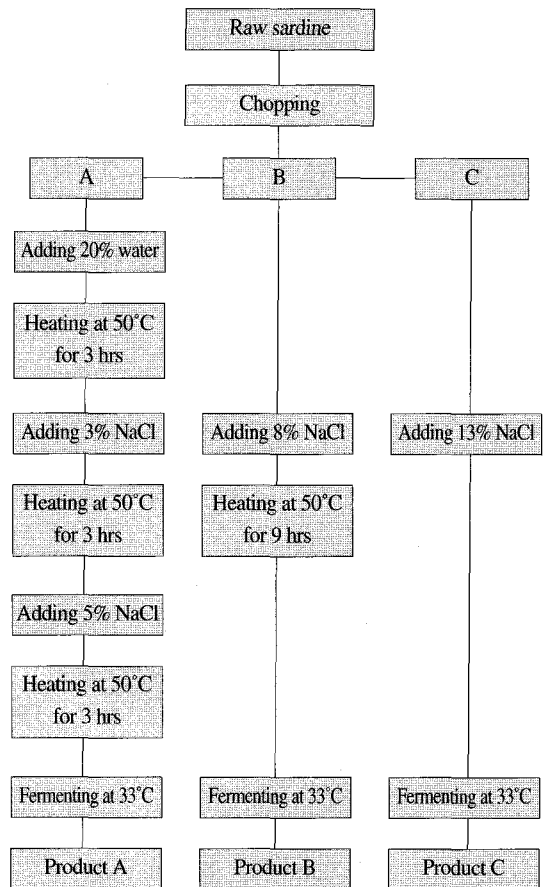 Raw sardine
Chopping
A
B
C
Adding 20% water
Heating at 50°C
for 3 hrs
Adding 3% NaCl
Adding 8% NaCl
Adding 13% NaCl
Heating at 50°C
for 3 hrs
Heating at 50°C
for 9 hrs
Adding 5% NaCl
Heating at 50°C
for 3 hrs
Fermenting at 33°C
Fermenting at 33°C
Fermenting at 33°C
Product A
Product B
Product C